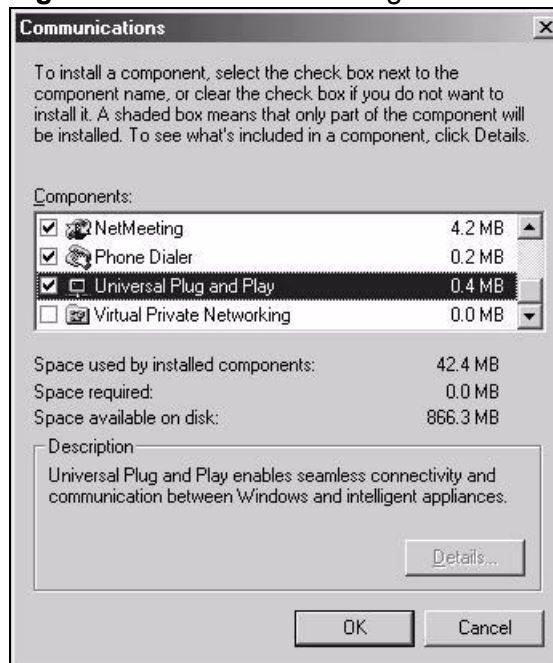 Communications
To install a component, select the check box next to the
component name, or clear the check box if you do not want to
install it. A shaded box means that only part of the component will
be installed. To see what's included in a component, click Details.
Components:
NetMeeting 4.2 MB
Phone Dialer 0.2 MB
Universal Plug and Play 0.4 MB
Virtual Private Networking 0.0 MB
Space used by installed components: 42.4 MB
Space required: 0.0 MB
Space available on disk: 866.3 MB
Description
Universal Plug and Play enables seamless connectivity and
communication between Windows and intelligent appliances.
Details...
OK Cancel